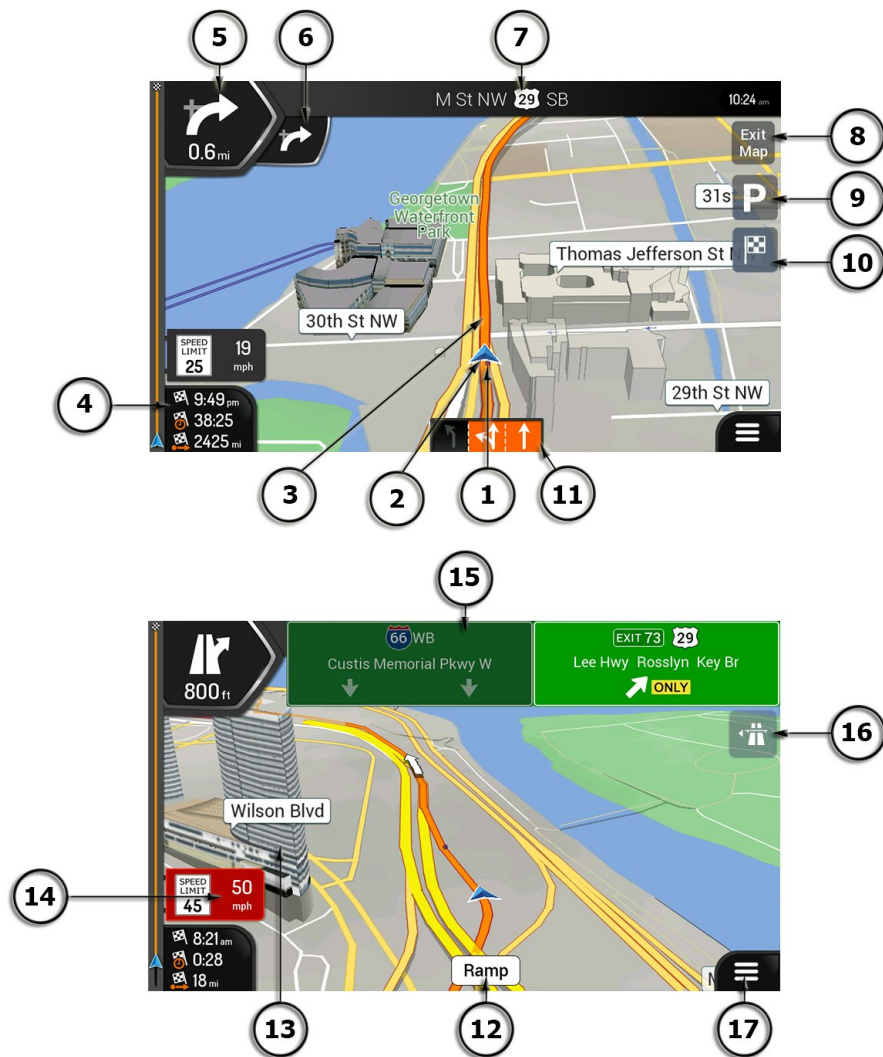 5
6
7
M St NW 29 SB
10:24 am
0.6 mi
Exit
Map
8
Georgetown
Waterfront
Park
31s
P
9
Thomas Jefferson St N
10
30th St NW
SPEED
LIMIT
25
19
mph
29th St NW
4
9:49 pm
38:25
2425 mi
3
2
1
11
15
66 WB
Custis Memorial Pkwy W
EXIT 73 29
Lee Hwy Rosslyn Key Br
ONLY
800 ft
16
Wilson Blvd
14
SPEED
LIMIT
45
50
mph
8:21 am
0:28
18 mi
Ramp
13
12
17